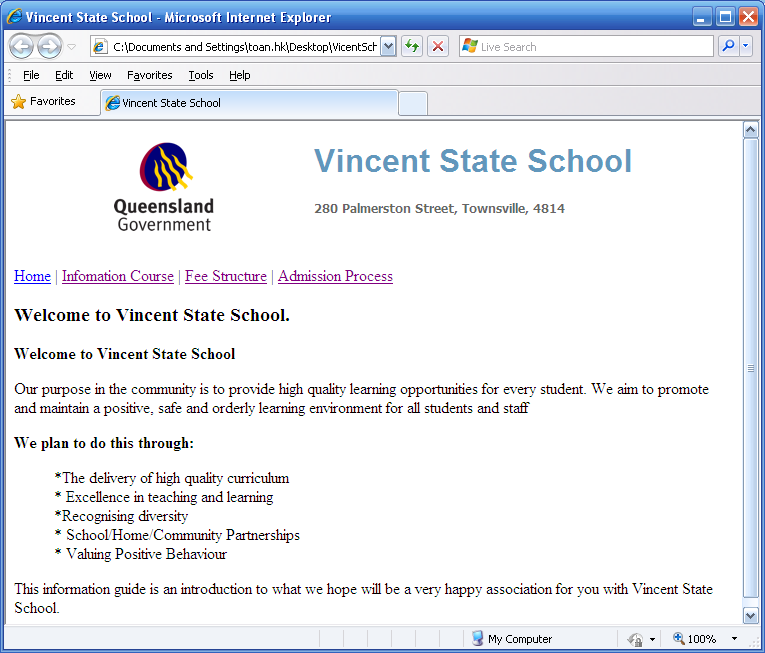 Vincent State School - Microsoft Internet Explorer
C:\Documents and Settings\toan.hk\Desktop\VicentSch
Live Search
File Edit View Favorites Tools Help
Favorites
Vincent State School
Queensland
Government
Vincent State School
280 Palmerston Street, Townsville, 4814
Home | Infomation Course | Fee Structure | Admission Process
Welcome to Vincent State School.
Welcome to Vincent State School
Our purpose in the community is to provide high quality learning opportunities for every student. We aim to promote
and maintain a positive, safe and orderly learning environment for all students and staff
We plan to do this through:
*The delivery of high quality curriculum
* Excellence in teaching and learning
*Recognising diversity
* School/Home/Community Partnerships
* Valuing Positive Behaviour
This information guide is an introduction to what we hope will be a very happy association for you with Vincent State
School.
My Computer
100%